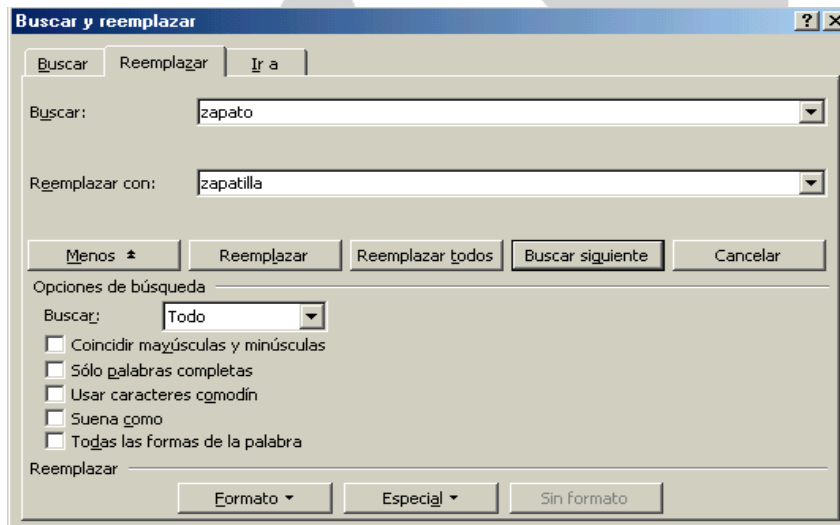 Buscar y reemplazar
Buscar Reemplazar Ir a
Buscar: zapato
Reemplazar con: zapatilla
Menos Reemplazar Reemplazar todos Buscar siguiente Cancelar
Opciones de búsqueda
Buscar: Todo
Coincidir mayúsculas y minúsculas
Sólo palabras completas
Usar caracteres comodín
Suena como
Todas las formas de la palabra
Reemplazar
Formato Especial Sin formato